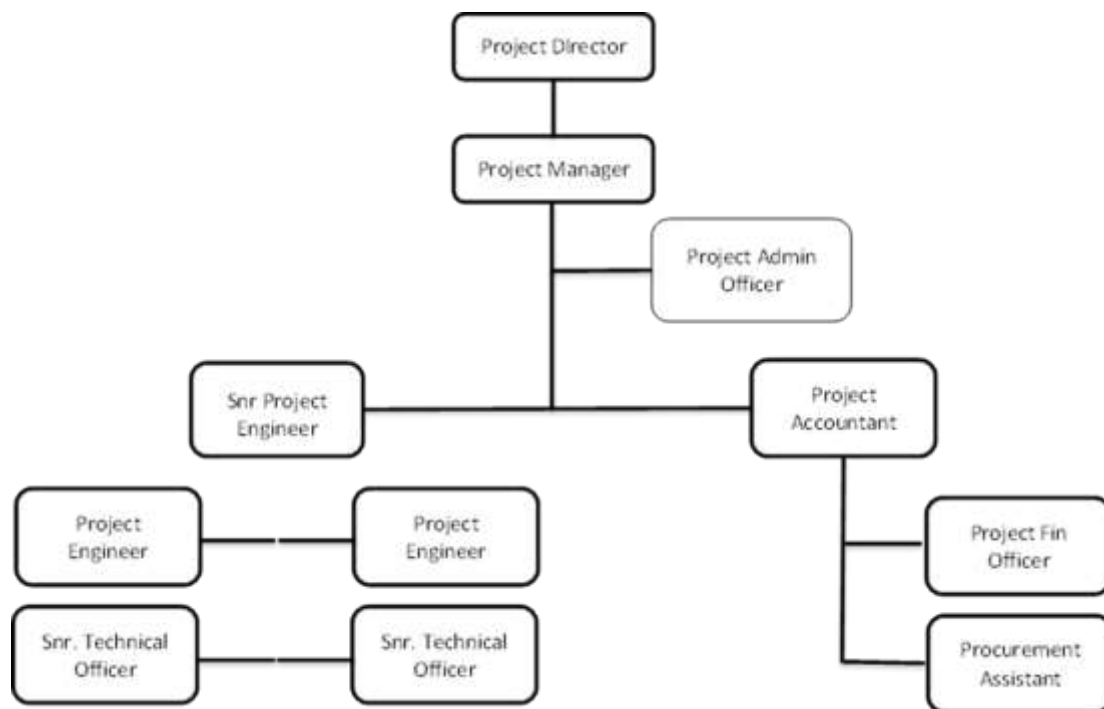 Project Director
Project Manager
Project Admin
Officer
Snr Project
Engineer
Project
Accountant
Project
Engineer
Project
Engineer
Project Fin
Officer
Snr. Technical
Officer
Snr. Technical
Officer
Procurement
Assistant